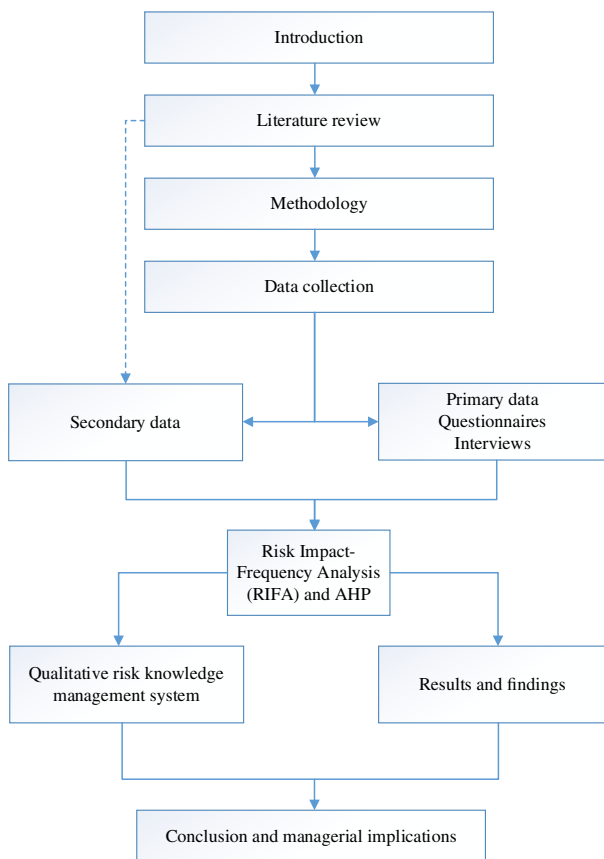 Introduction
Literature review
Methodology
Data collection
Secondary data
Primary data
Questionnaires
Interviews
Risk Impact-
Frequency Analysis
(RIFA) and AHP
Qualitative risk knowledge
management system
Results and findings
Conclusion and managerial implications